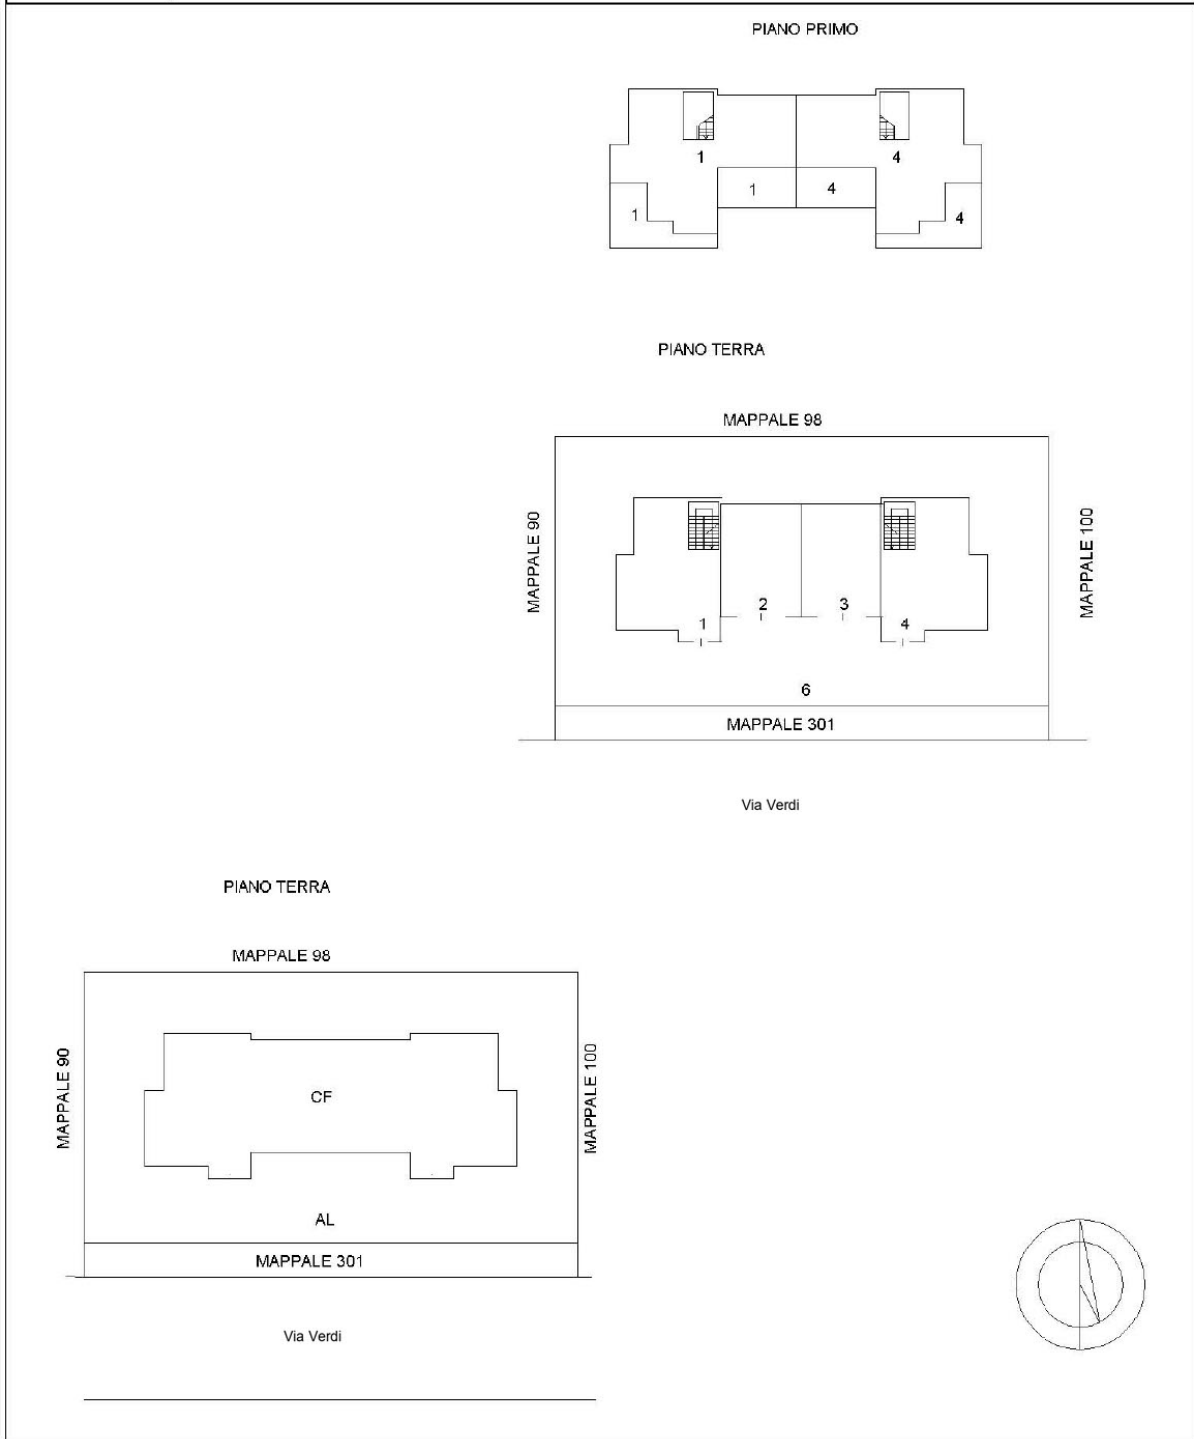 PIANO PRIMO
1
4
1
4
1
4
PIANO TERRA
MAPPALE 98
MAPPALE 90
MAPPALE 100
2
3
1
4
6
MAPPALE 301
Via Verdi
PIANO TERRA
MAPPALE 98
MAPPALE 90
MAPPALE 100
CF
AL
MAPPALE 301
Via Verdi